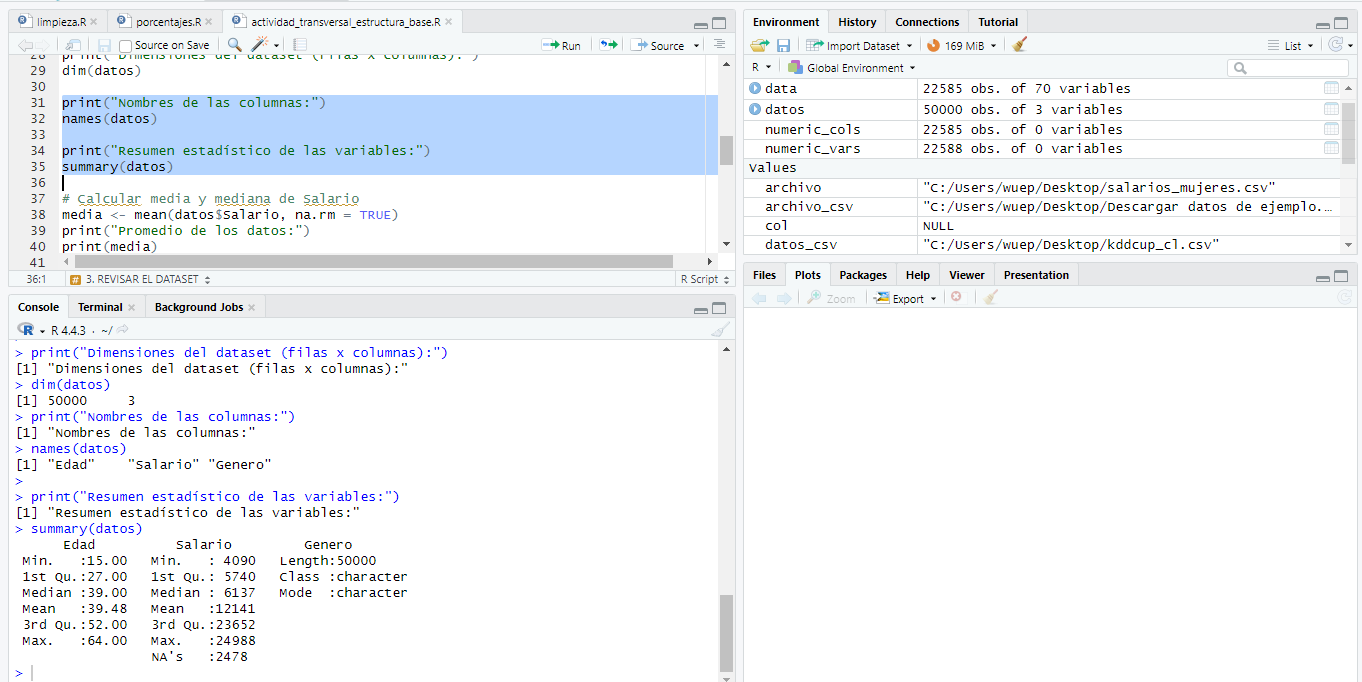 limpieza.R
porcentajes.R
actividad_transversal_estructura_base.R
Source on Save
Run
Source
28 print("Dimensiones del dataset (filas x columnas):")
29 dim(datos)
30
31 print("Nombres de las columnas:")
32 names(datos)
33
34 print("Resumen estadístico de las variables:")
35 summary(datos)
36
37 # Calcular media y mediana de Salario
38 media <- mean(datos$Salario, na.rm = TRUE)
39 print("Promedio de los datos:")
40 print(media)
41
36:1
# 3. REVISAR EL DATASET
R Script
Console Terminal Background Jobs
R R 4.4.3 · ~/
> print("Dimensiones del dataset (filas x columnas):")
[1] "Dimensiones del dataset (filas x columnas):"
> dim(datos)
[1] 50000     3
> print("Nombres de las columnas:")
[1] "Nombres de las columnas:"
> names(datos)
[1] "Edad"    "Salario" "Genero"
>
> print("Resumen estadístico de las variables:")
[1] "Resumen estadístico de las variables:"
> summary(datos)
Edad Salario Genero
Min.   :15.00   Min.   : 4090   Length:50000
1st Qu.:27.00   1st Qu.: 5740   Class :character
Median :39.00   Median : 6137   Mode  :character
Mean   :39.48   Mean   :12141
3rd Qu.:52.00   3rd Qu.:23652
Max.   :64.00   Max.   :24988
NA's   :2478
>
Environment History Connections Tutorial
Import Dataset 169 MiB List
R Global Environment
data 22585 obs. of 70 variables
datos 50000 obs. of 3 variables
numeric_cols 22585 obs. of 0 variables
numeric_vars 22588 obs. of 0 variables
Values
archivo "C:/Users/wuep/Desktop/salarios_mujeres.csv"
archivo_csv "C:/Users/wuep/Desktop/Descargar datos de ejemplo.…
col NULL
datos_csv "C:/Users/wuep/Desktop/kddcup_cl.csv"
Files Plots Packages Help Viewer Presentation
Zoom Export